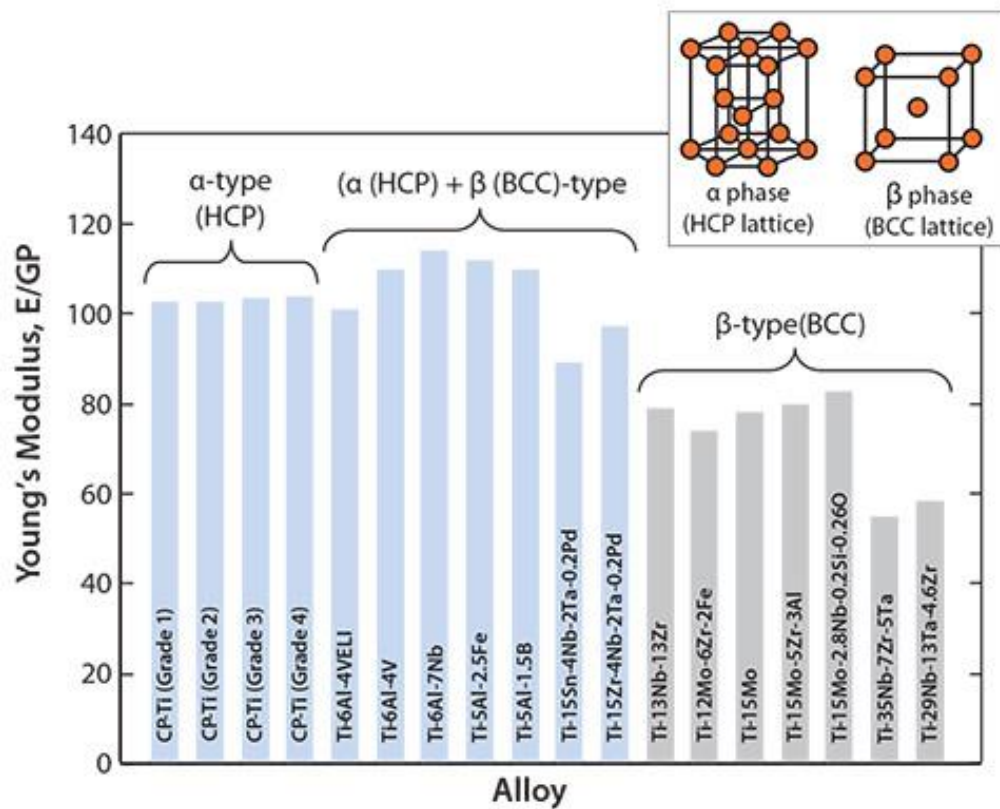 α phase
(HCP lattice)
β phase
(BCC lattice)
α-type
(HCP)
(α (HCP) + β (BCC)-type
β-type(BCC)
Young's Modulus, E/GP
140
120
100
80
60
40
20
0
CP-Ti (Grade 1)
CP-Ti (Grade 2)
CP-Ti (Grade 3)
CP-Ti (Grade 4)
Ti-6Al-4VELI
Ti-6Al-4V
Ti-6Al-7Nb
Ti-5Al-2.5Fe
Ti-5Al-1.5B
Ti-15Sn-4Nb-2Ta-0.2Pd
Ti-15Zr-4Nb-2Ta-0.2Pd
Ti-13Nb-13Zr
Ti-12Mo-6Zr-2Fe
Ti-15Mo
Ti-15Mo-5Zr-3Al
Ti-15Mo-2.8Nb-0.2Si-0.26O
Ti-35Nb-7Zr-5Ta
Ti-29Nb-13Ta-4.6Zr
Alloy